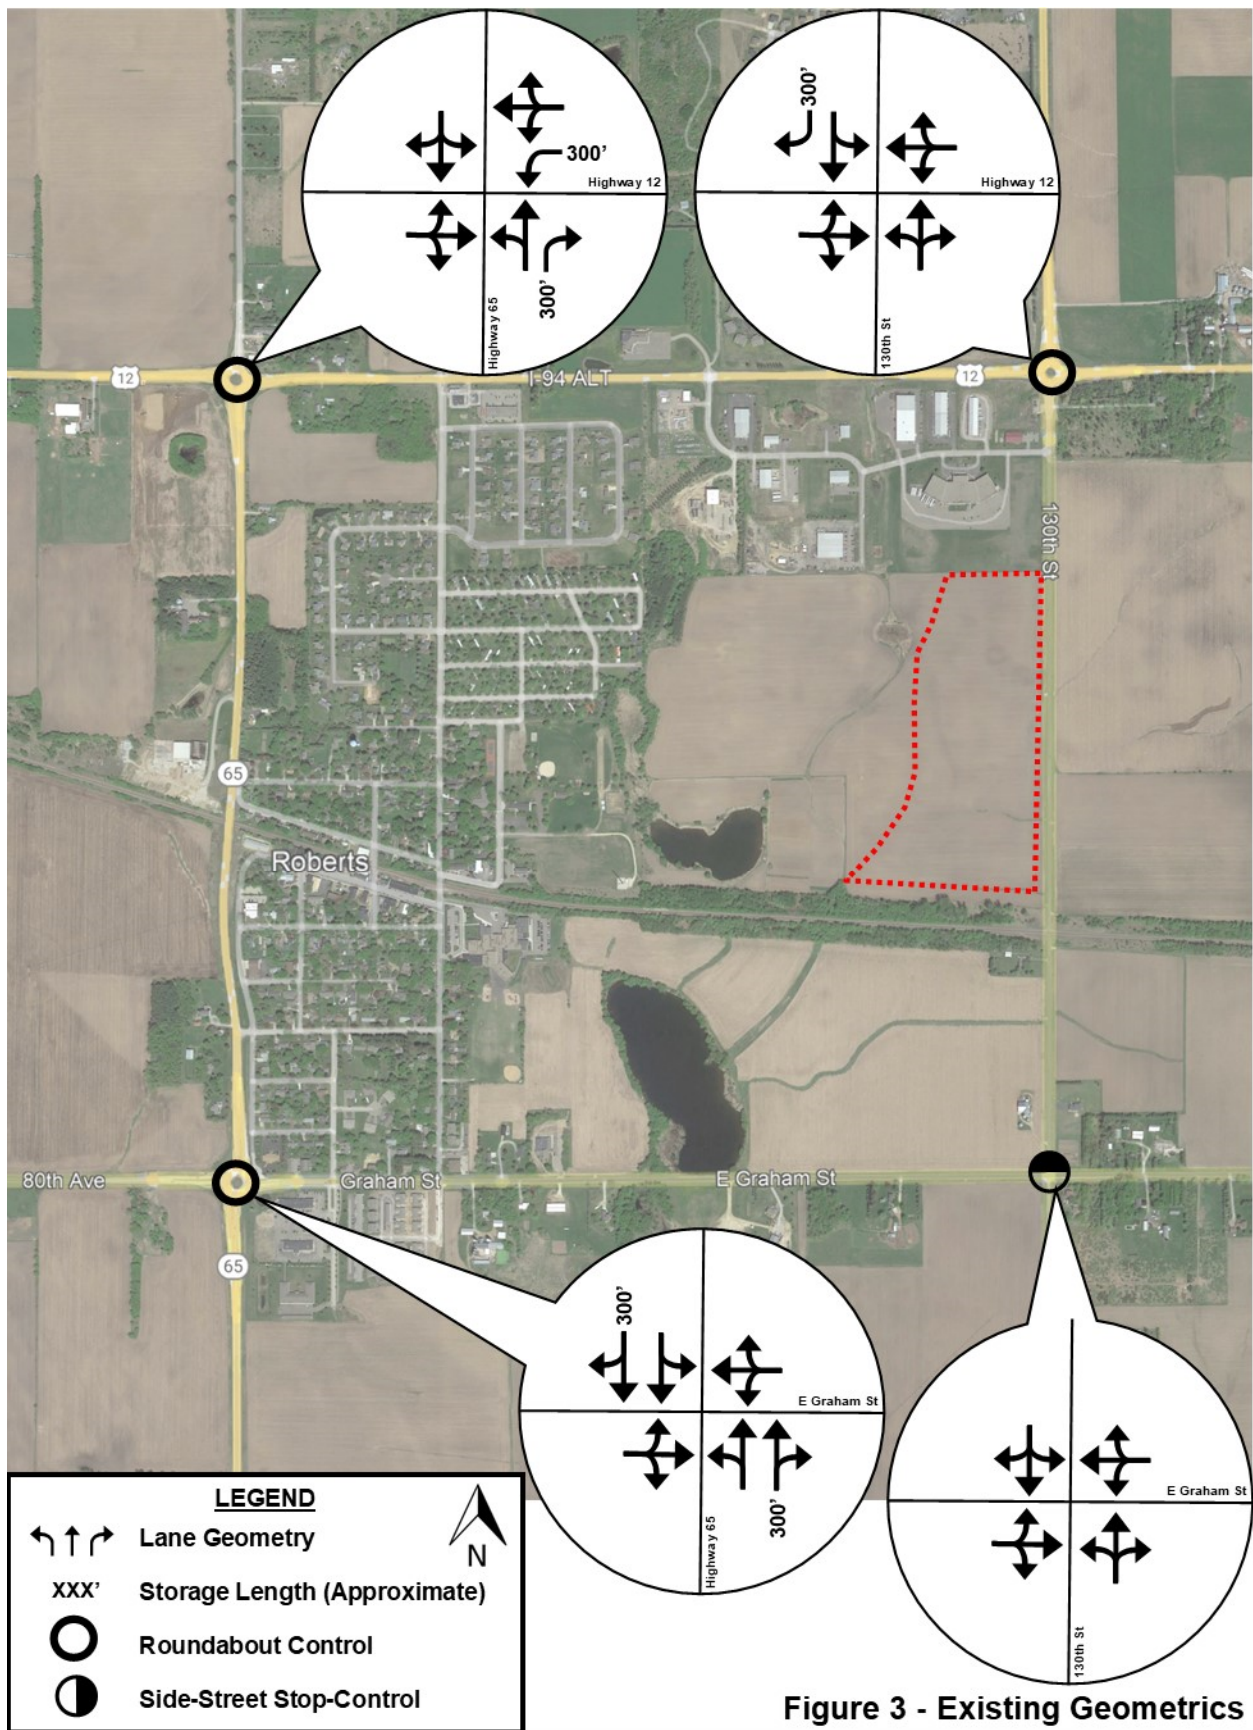 300’
300’
Highway 12
300’
Highway 65
300’
Highway 12
130th St
12
I-94 ALT
12
130th St
65
Roberts
80th Ave
Graham St
E Graham St
65
300’
E Graham St
300’
Highway 65
E Graham St
130th St
LEGEND
Lane Geometry
N
XXX’ Storage Length (Approximate)
Roundabout Control
Side-Street Stop-Control
Figure 3 - Existing Geometrics